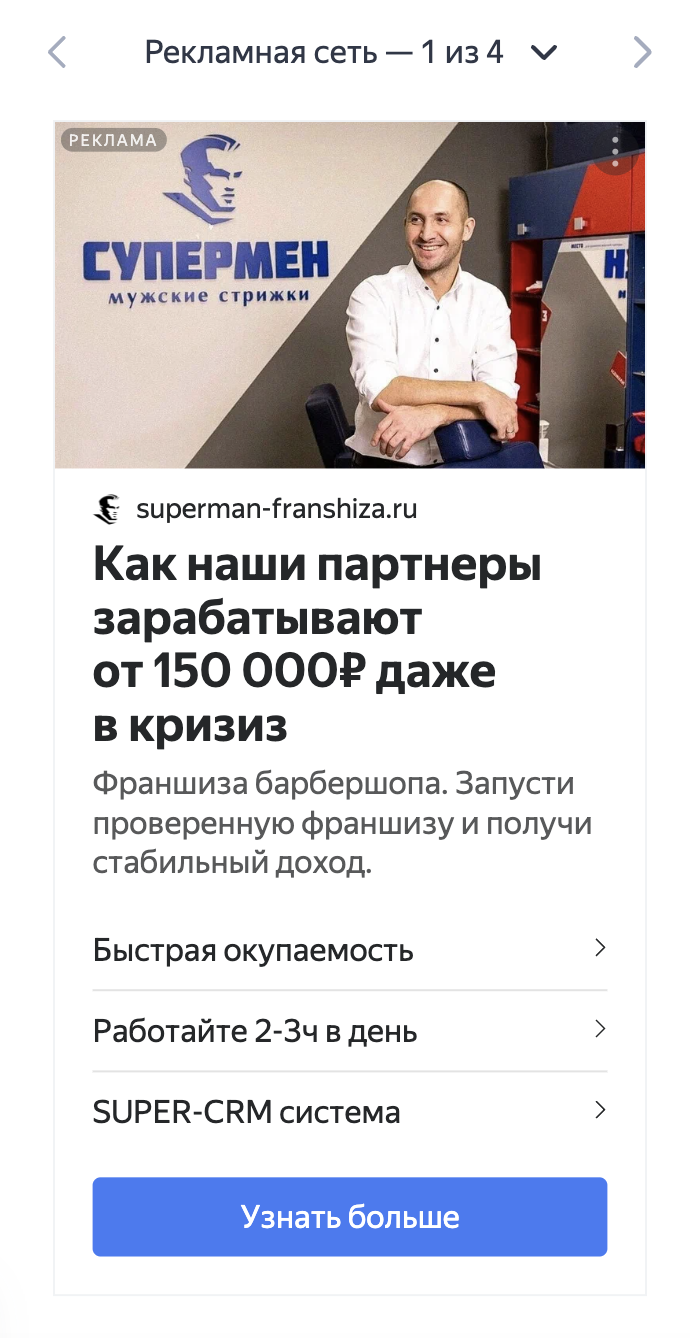 Рекламная сеть — 1 из 4
РЕКЛАМА
СУПЕРМЕН
мужские стрижки
superman-franshiza.ru
Как наши партнеры
зарабатывают
от 150 000₽ даже
в кризиз
Франшиза барбершопа. Запусти
проверенную франшизу и получи
стабильный доход.
Быстрая окупаемость
Работайте 2-3ч в день
SUPER-CRM система
Узнать больше